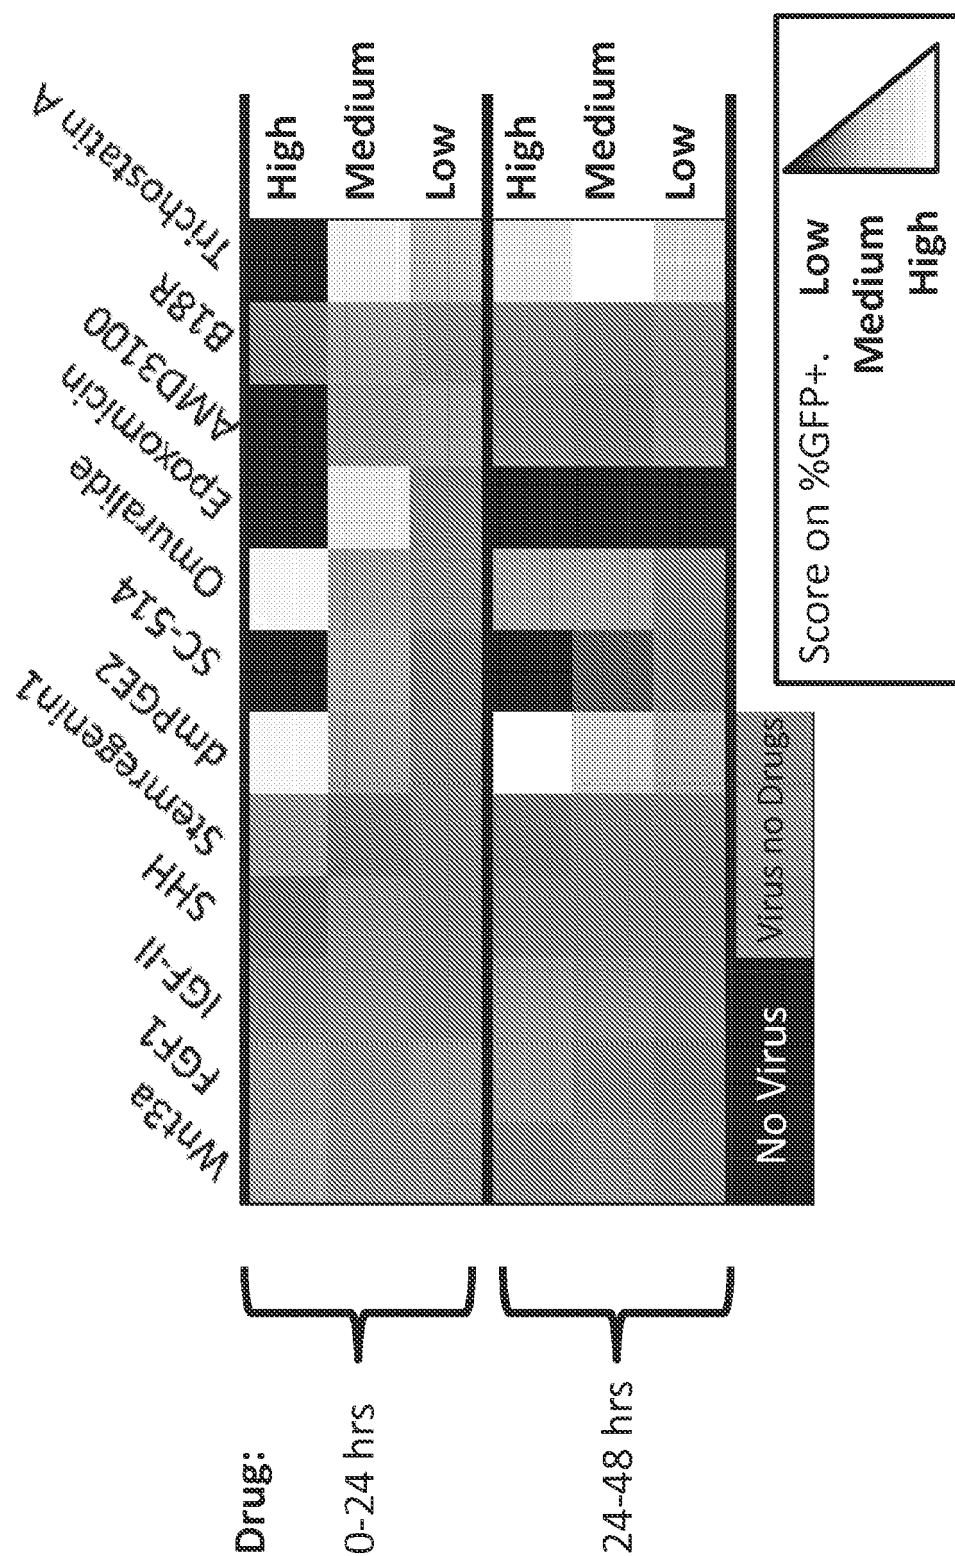 Drug:
Wnt3a
FGF1
IGF-II
SHH
Stemregenin1
dmPGE2
SC-514
Omuralide
Epoxomicin
AMD3100
B18R
Trichostatin A
0-24 hrs
High
Medium
Low
24-48 hrs
High
Medium
Low
No Virus
Virus no Drugs
Score on %GFP+. Low
Medium
High